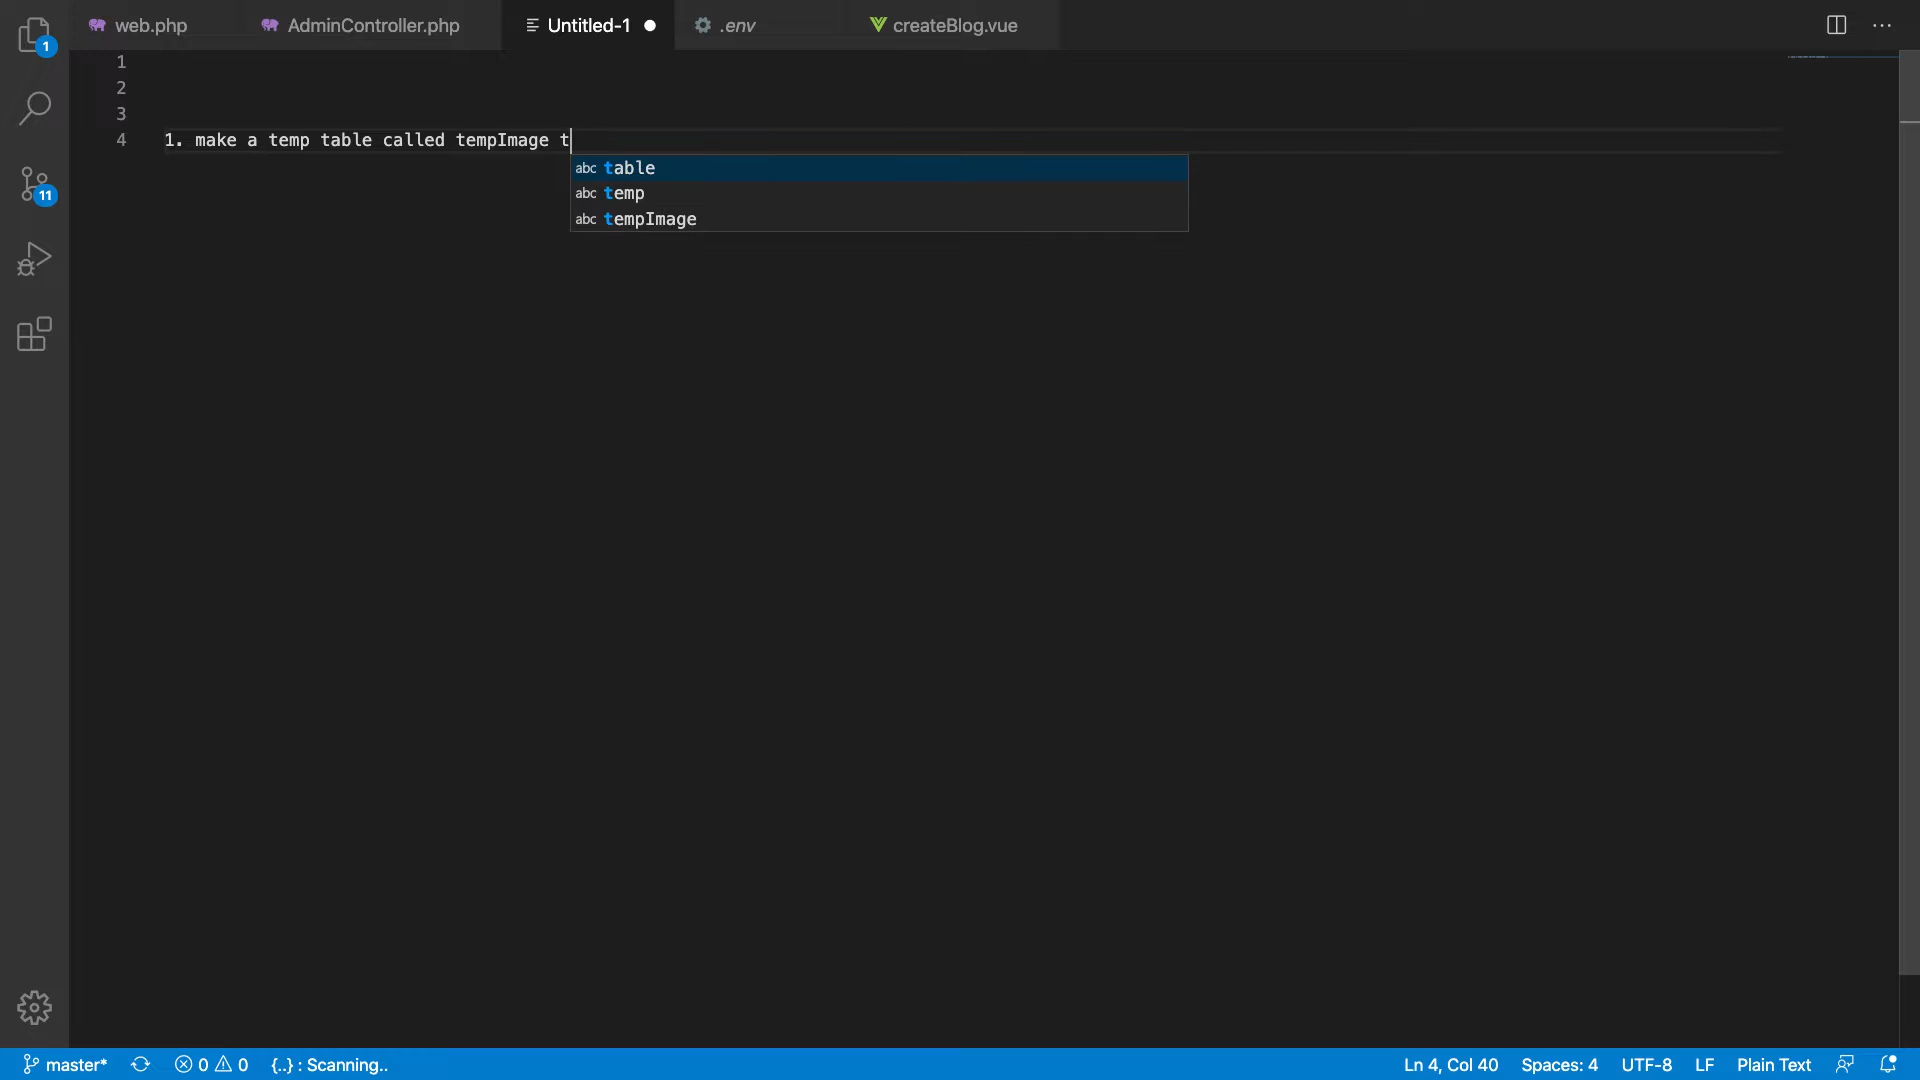 web.php AdminController.php Untitled-1 .env createBlog.vue
1
1
2
3
4 1. make a temp table called tempImage t
abc table
abc temp
abc tempImage
11
master* 0 0 {..} : Scanning.. Ln 4, Col 40 Spaces: 4 UTF-8 LF Plain Text